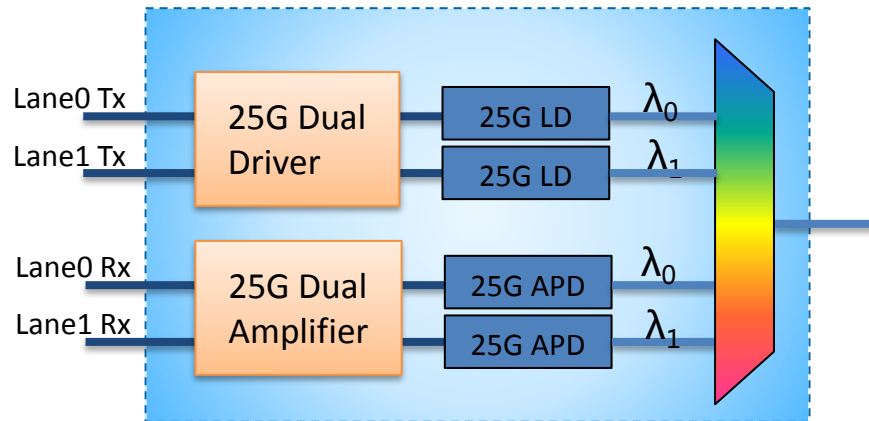 Lane0 Tx
25G Dual
Driver
25G LD
λ0
Lane1 Tx
25G LD
λ1
Lane0 Rx
25G Dual
Amplifier
25G APD
λ0
Lane1 Rx
25G APD
λ1